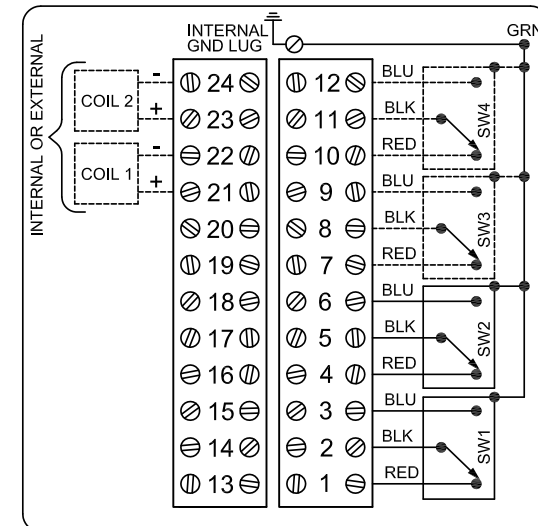 INTERNAL
GND LUG
GRN
INTERNAL OR EXTERNAL
COIL 2
-
+
COIL 1
-
+
24
23
22
21
20
19
18
17
16
15
14
13
12
11
10
9
8
7
6
5
4
3
2
1
BLU
BLK
RED
SW4
BLU
BLK
RED
SW3
BLU
BLK
RED
SW2
BLU
BLK
RED
SW1